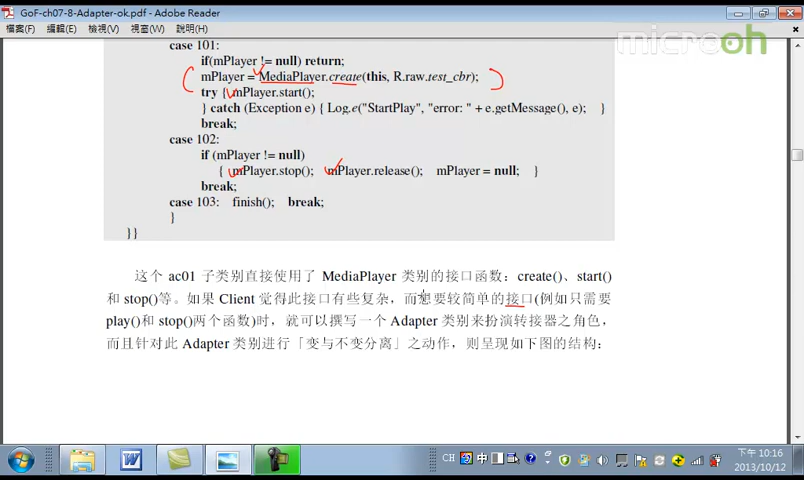 GoF-ch07-8-Adapter-ok.pdf - Adobe Reader
檔案(F) 編輯(E) 檢視(V) 視窗(W) 說明(H)
microoh
case 101:
if(mPlayer != null) return;
mPlayer = MediaPlayer.create(this, R.raw.test_cbr);
try { mPlayer.start();
} catch (Exception e) { Log.e("StartPlay", "error: " + e.getMessage(), e); }
break;
case 102:
if (mPlayer != null)
{ mPlayer.stop(); mPlayer.release(); mPlayer = null; }
break;
case 103: finish(); break;
}
}}
这个 ac01 子类别直接使用了 MediaPlayer 类别的接口函数：create()、start()
和 stop()等。如果 Client 觉得此接口有些复杂，而想要较简单的接口(例如只需要
play()和 stop()两个函数)时，就可以撰写一个 Adapter 类别来扮演转接器之角色，
而且针对此 Adapter 类别进行「变与不变分离」之动作，则呈现如下图的结构：
CH 中
下午 10:16
2013/10/12